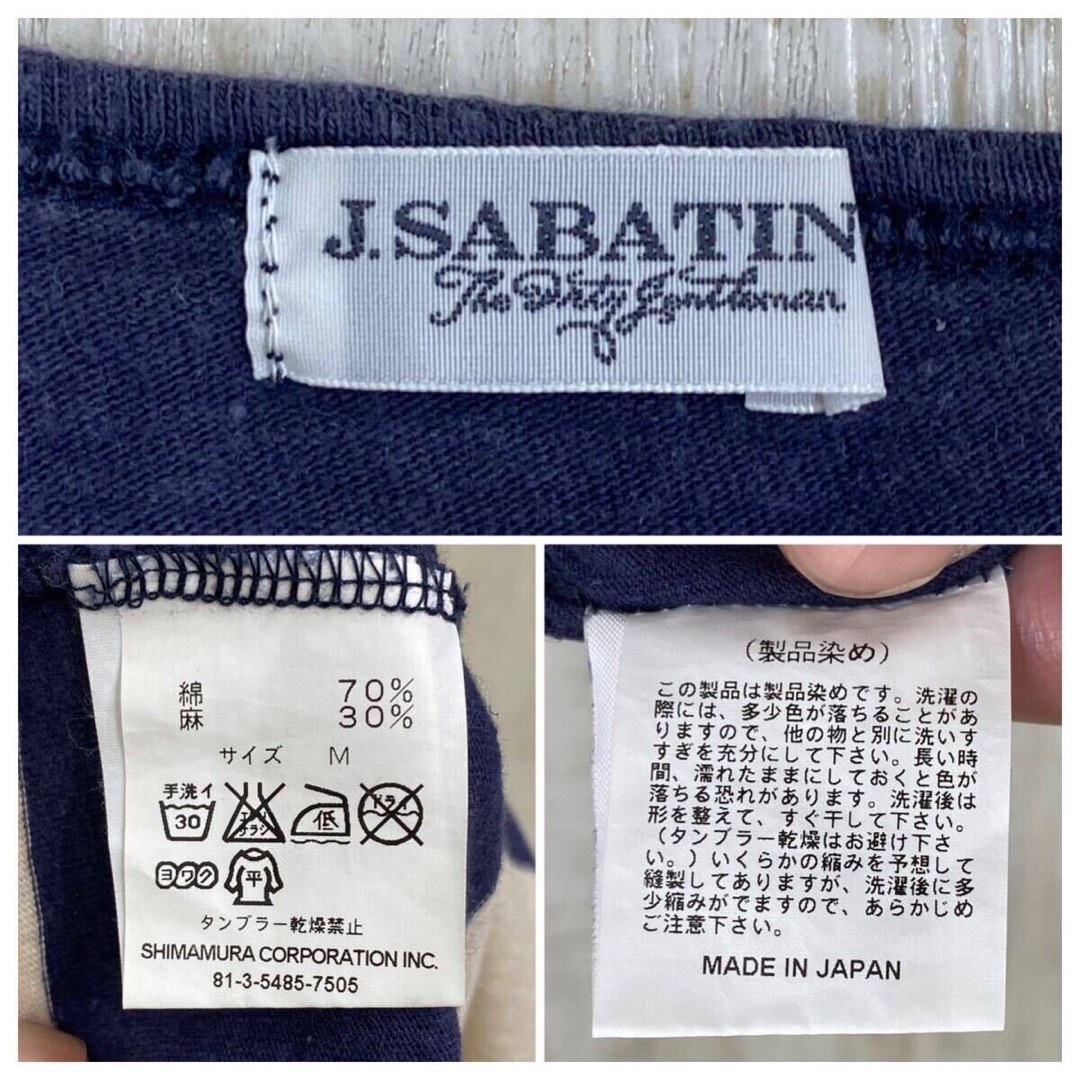 J.SABATIN
The Dirty Gentleman.
綿 70%
麻 30%
サイズ M
手洗イ 30 エンソサラシ 低 ドライ
ヨワク 平
タンブラー乾燥禁止
SHIMAMURA CORPORATION INC.
81-3-5485-7505
(製品染め)
この製品は製品染めです。洗濯の
際には、多少色が落ちることがあ
りますので、他の物と別に洗いす
すぎを充分にして下さい。長い時
間、濡れたままにしておくと色が
落ちる恐れがあります。洗濯後は
形を整えて、すぐ干して下さい。
(タンブラー乾燥はお避け下さ
い。)いくらかの縮みを予想して
縫製してありますが、洗濯後に多
少縮みがでますので、あらかじめ
ご注意下さい。
MADE IN JAPAN